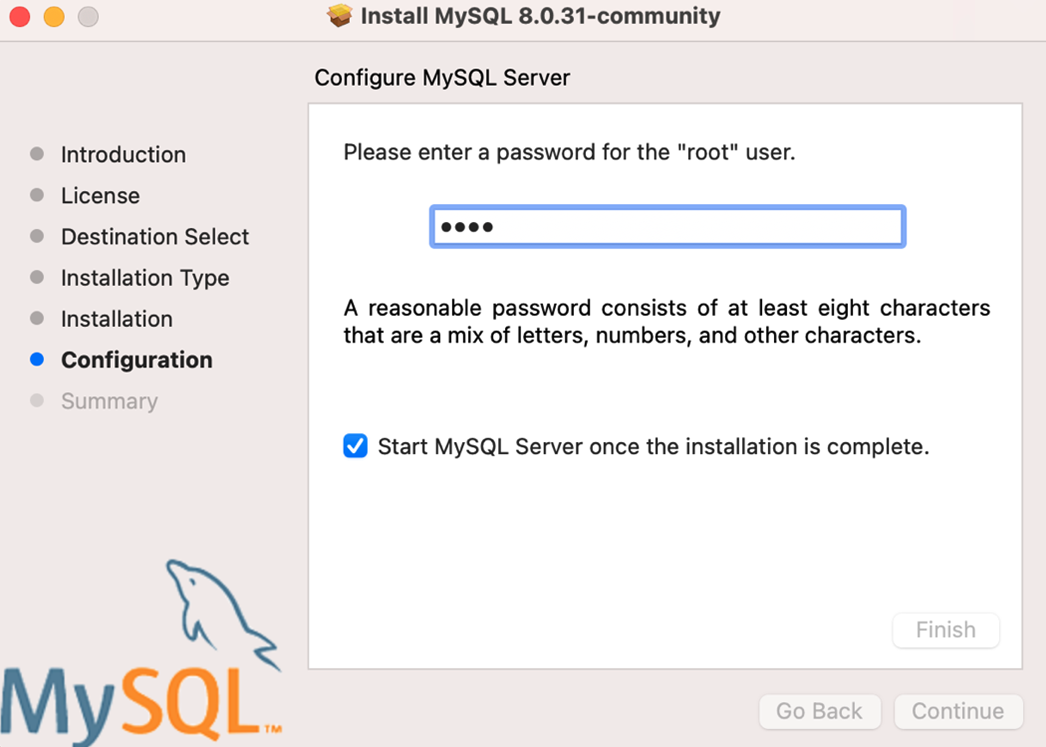 Install MySQL 8.0.31-community
Configure MySQL Server
Introduction
License
Destination Select
Installation Type
Installation
Configuration
Summary
Please enter a password for the "root" user.
••••
A reasonable password consists of at least eight characters
that are a mix of letters, numbers, and other characters.
Start MySQL Server once the installation is complete.
Finish
MySQL™
Go Back
Continue